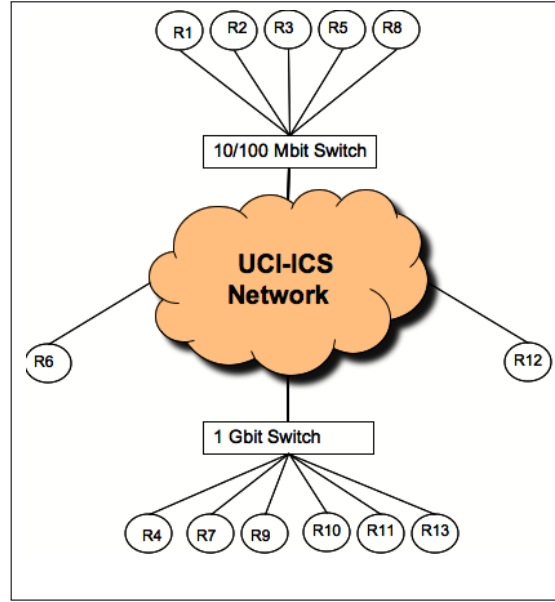 R1 R2 R3 R5 R8
10/100 Mbit Switch
UCI-ICS
Network
R6 R12
1 Gbit Switch
R4 R7 R9 R10 R11 R13